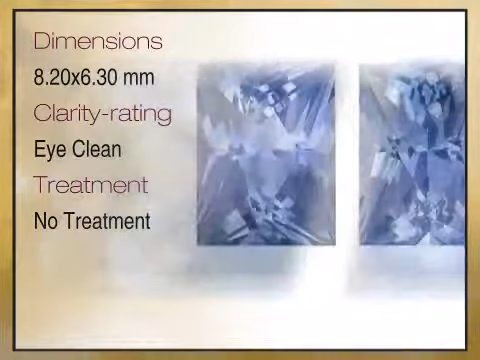 Dimensions
8.20x6.30 mm
Clarity-rating
Eye Clean
Treatment
No Treatment